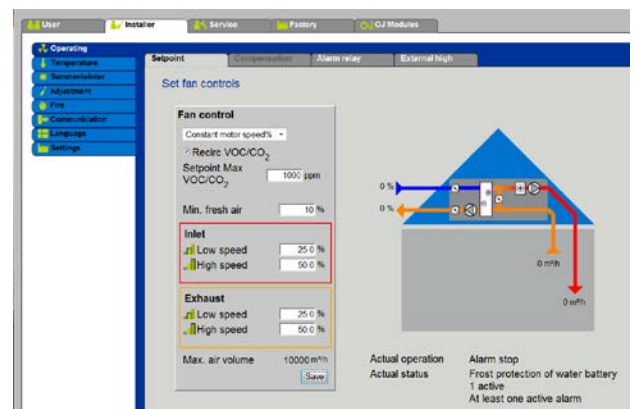 User Installer Service Factory OJ Modules
Operating
Temperature
Summer/winter
Adjustment
Fire
Communication
Language
Settings
Setpoint Compensation Alarm relay External high
Set fan controls
Fan control
Constant motor speed%
Recirc VOC/CO2
Setpoint Max
VOC/CO2 1000 ppm
Min. fresh air 10 %
Inlet
Low speed 25.0 %
High speed 50.0 %
Exhaust
Low speed 25.0 %
High speed 50.0 %
Max. air volume 10000 m³/h
Save
0 %
0 %
0 m³/h
0 m³/h
Actual operation Alarm stop
Actual status Frost protection of water battery
1 active
At least one active alarm